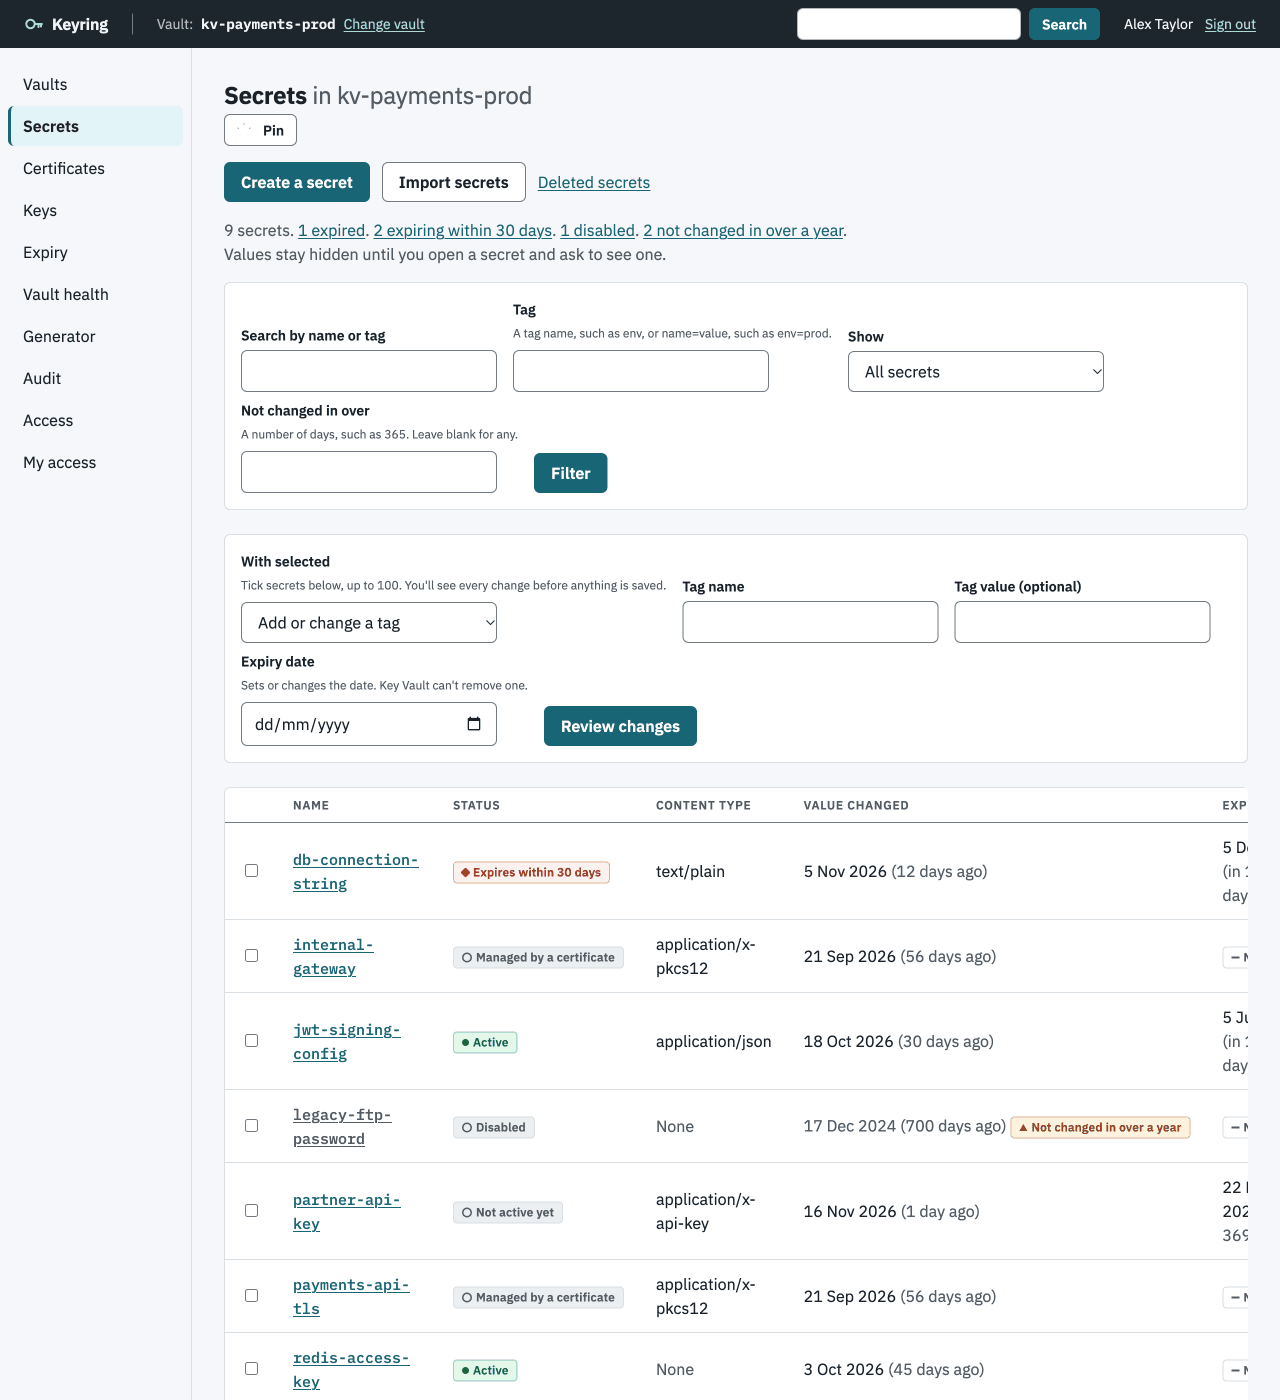 Keyring
Vault: kv-payments-prod Change vault
Search
Alex Taylor Sign out
Vaults
Secrets
Certificates
Keys
Expiry
Vault health
Generator
Audit
Access
My access
Secrets in kv-payments-prod
Pin
Create a secret
Import secrets
Deleted secrets
9 secrets. 1 expired. 2 expiring within 30 days. 1 disabled. 2 not changed in over a year.
Values stay hidden until you open a secret and ask to see one.
Search by name or tag
Tag
A tag name, such as env, or name=value, such as env=prod.
Show
All secrets
Not changed in over
A number of days, such as 365. Leave blank for any.
Filter
With selected
Tick secrets below, up to 100. You'll see every change before anything is saved.
Add or change a tag
Tag name
Tag value (optional)
Expiry date
Sets or changes the date. Key Vault can't remove one.
dd/mm/yyyy
Review changes
NAME STATUS CONTENT TYPE VALUE CHANGED
db-connection-
string
Expires within 30 days
text/plain
5 Nov 2026 (12 days ago)
internal-
gateway
Managed by a certificate
application/x-
pkcs12
21 Sep 2026 (56 days ago)
jwt-signing-
config
Active
application/json
18 Oct 2026 (30 days ago)
legacy-ftp-
password
Disabled
None
17 Dec 2024 (700 days ago) Not changed in over a year
partner-api-
key
Not active yet
application/x-
api-key
16 Nov 2026 (1 day ago)
payments-api-
tls
Managed by a certificate
application/x-
pkcs12
21 Sep 2026 (56 days ago)
redis-access-
key
Active
None
3 Oct 2026 (45 days ago)